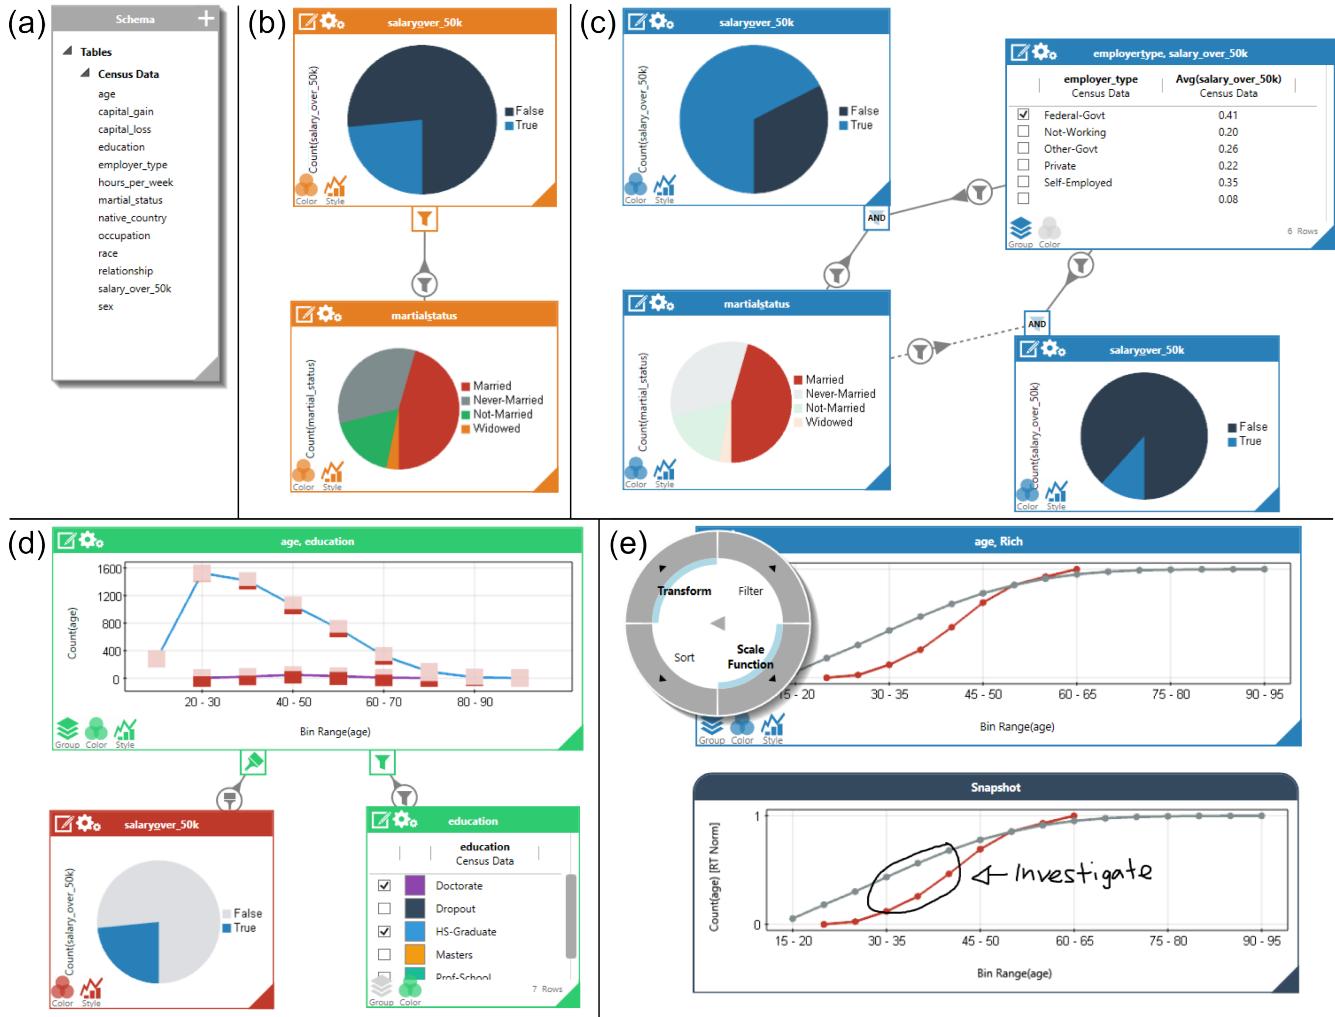 (a)
Schema
Tables
Census Data
age
capital_gain
capital_loss
education
employer_type
hours_per_week
martial_status
native_country
occupation
race
relationship
salary_over_50k
sex
(b)
salaryover_50k
Count(salary_over_50k)
False
True
Color Style
martialstatus
Count(martial_status)
Married
Never-Married
Not-Married
Widowed
Color Style
(c)
salaryover_50k
Count(salary_over_50k)
False
True
Color Style
AND
employertype, salary_over_50k
employer_type Avg(salary_over_50k)
Census Data Census Data
Federal-Govt 0.41
Not-Working 0.20
Other-Govt 0.26
Private 0.22
Self-Employed 0.35
0.08
6 Rows
Group Color
martialstatus
Count(martial_status)
Married
Never-Married
Not-Married
Widowed
Color Style
AND
salaryover_50k
Count(salary_over_50k)
False
True
Color Style
(d)
age, education
Count(age)
1600
1200
800
400
0
20 - 30 40 - 50 60 - 70 80 - 90
Bin Range(age)
Group Color Style
salaryover_50k
Count(salary_over_50k)
False
True
Color Style
education
education
Census Data
Doctorate
Dropout
HS-Graduate
Masters
Prof-School
7 Rows
Group Color
(e)
age, Rich
Transform Filter
Sort Scale
Function
15 - 20 30 - 35 45 - 50 60 - 65 75 - 80 90 - 95
Bin Range(age)
Group Color Style
Snapshot
Count(age) [RT Norm]
1
0
Investigate
15 - 20 30 - 35 45 - 50 60 - 65 75 - 80 90 - 95
Bin Range(age)